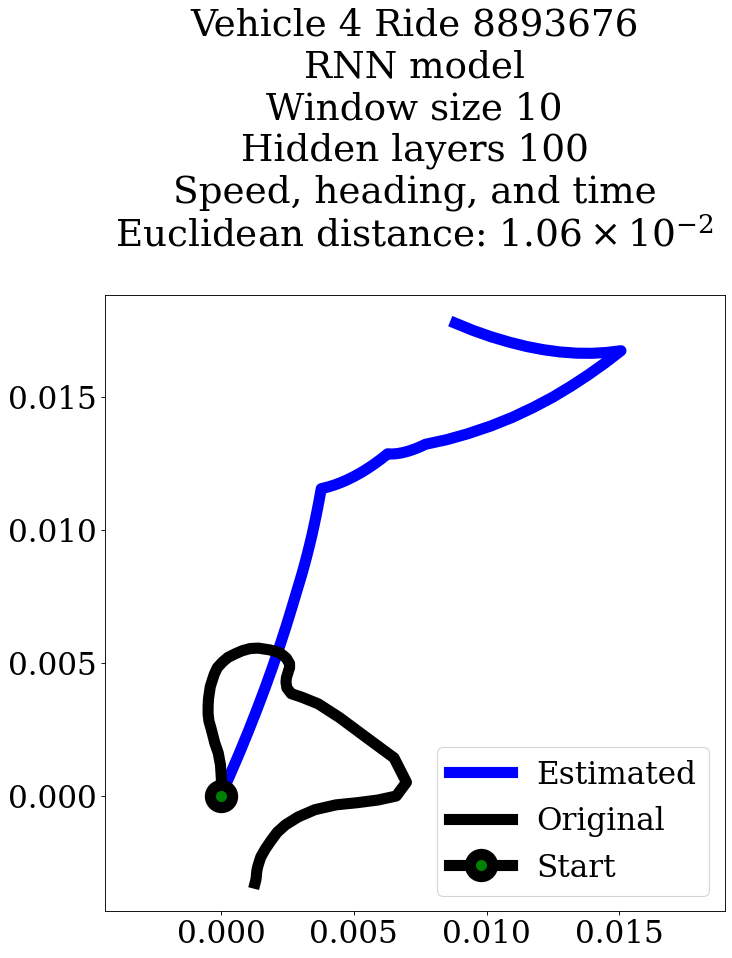 Vehicle 4 Ride 8893676
RNN model
Window size 10
Hidden layers 100
Speed, heading, and time
Euclidean distance: 1.06 × 10⁻²
0.015
0.010
0.005
0.000
Estimated
Original
Start
0.000 0.005 0.010 0.015